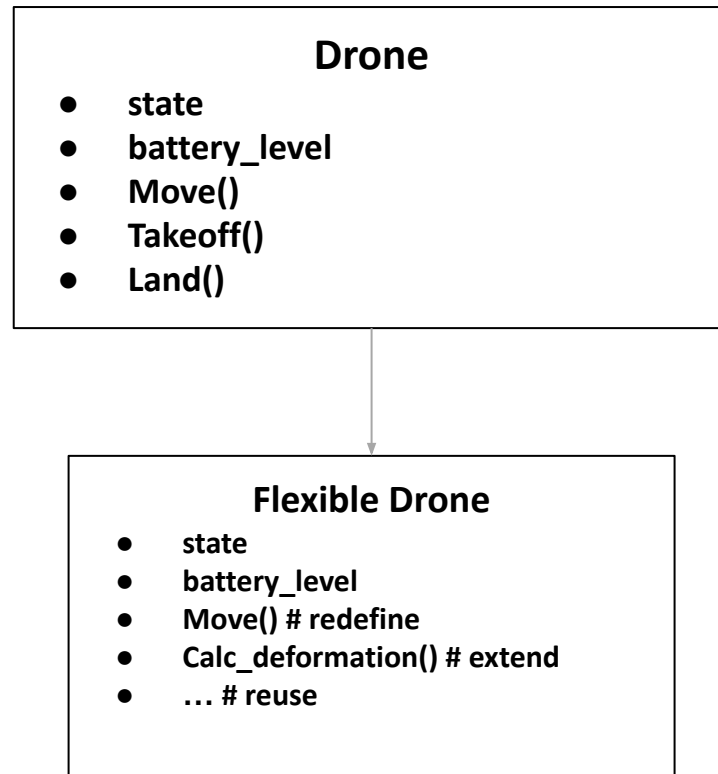 Drone
● state
● battery_level
● Move()
● Takeoff()
● Land()
Flexible Drone
● state
● battery_level
● Move() # redefine
● Calc_deformation() # extend
● … # reuse